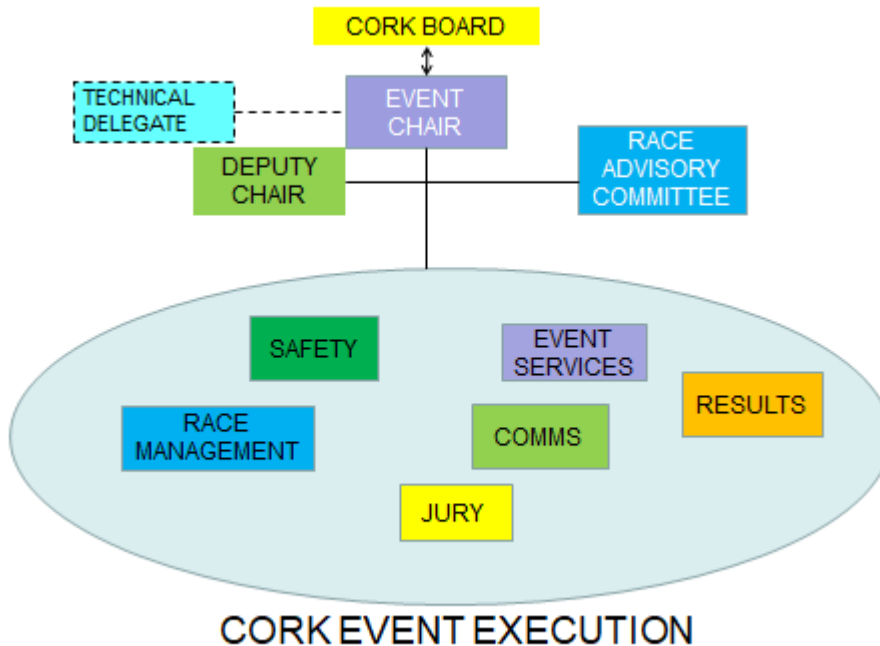 CORK BOARD
TECHNICAL
DELEGATE
EVENT
CHAIR
DEPUTY
CHAIR
RACE
ADVISORY
COMMITTEE
SAFETY
EVENT
SERVICES
RESULTS
RACE
MANAGEMENT
COMMS
JURY
CORK EVENT EXECUTION